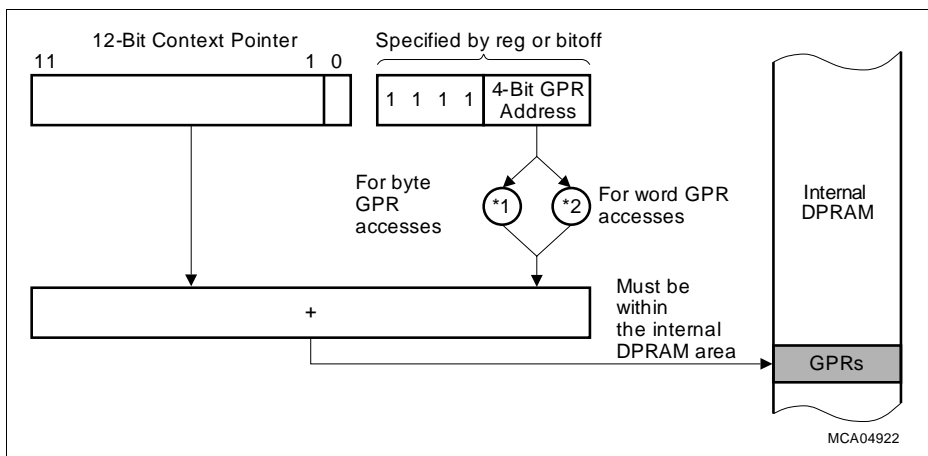 12-Bit Context Pointer
11 1 0
Specified by reg or bitoff
1 1 1 1
4-Bit GPR
Address
For byte
GPR
accesses
*1
*2
For word GPR
accesses
Internal
DPRAM
+
Must be
within
the internal
DPRAM area
GPRs
MCA04922